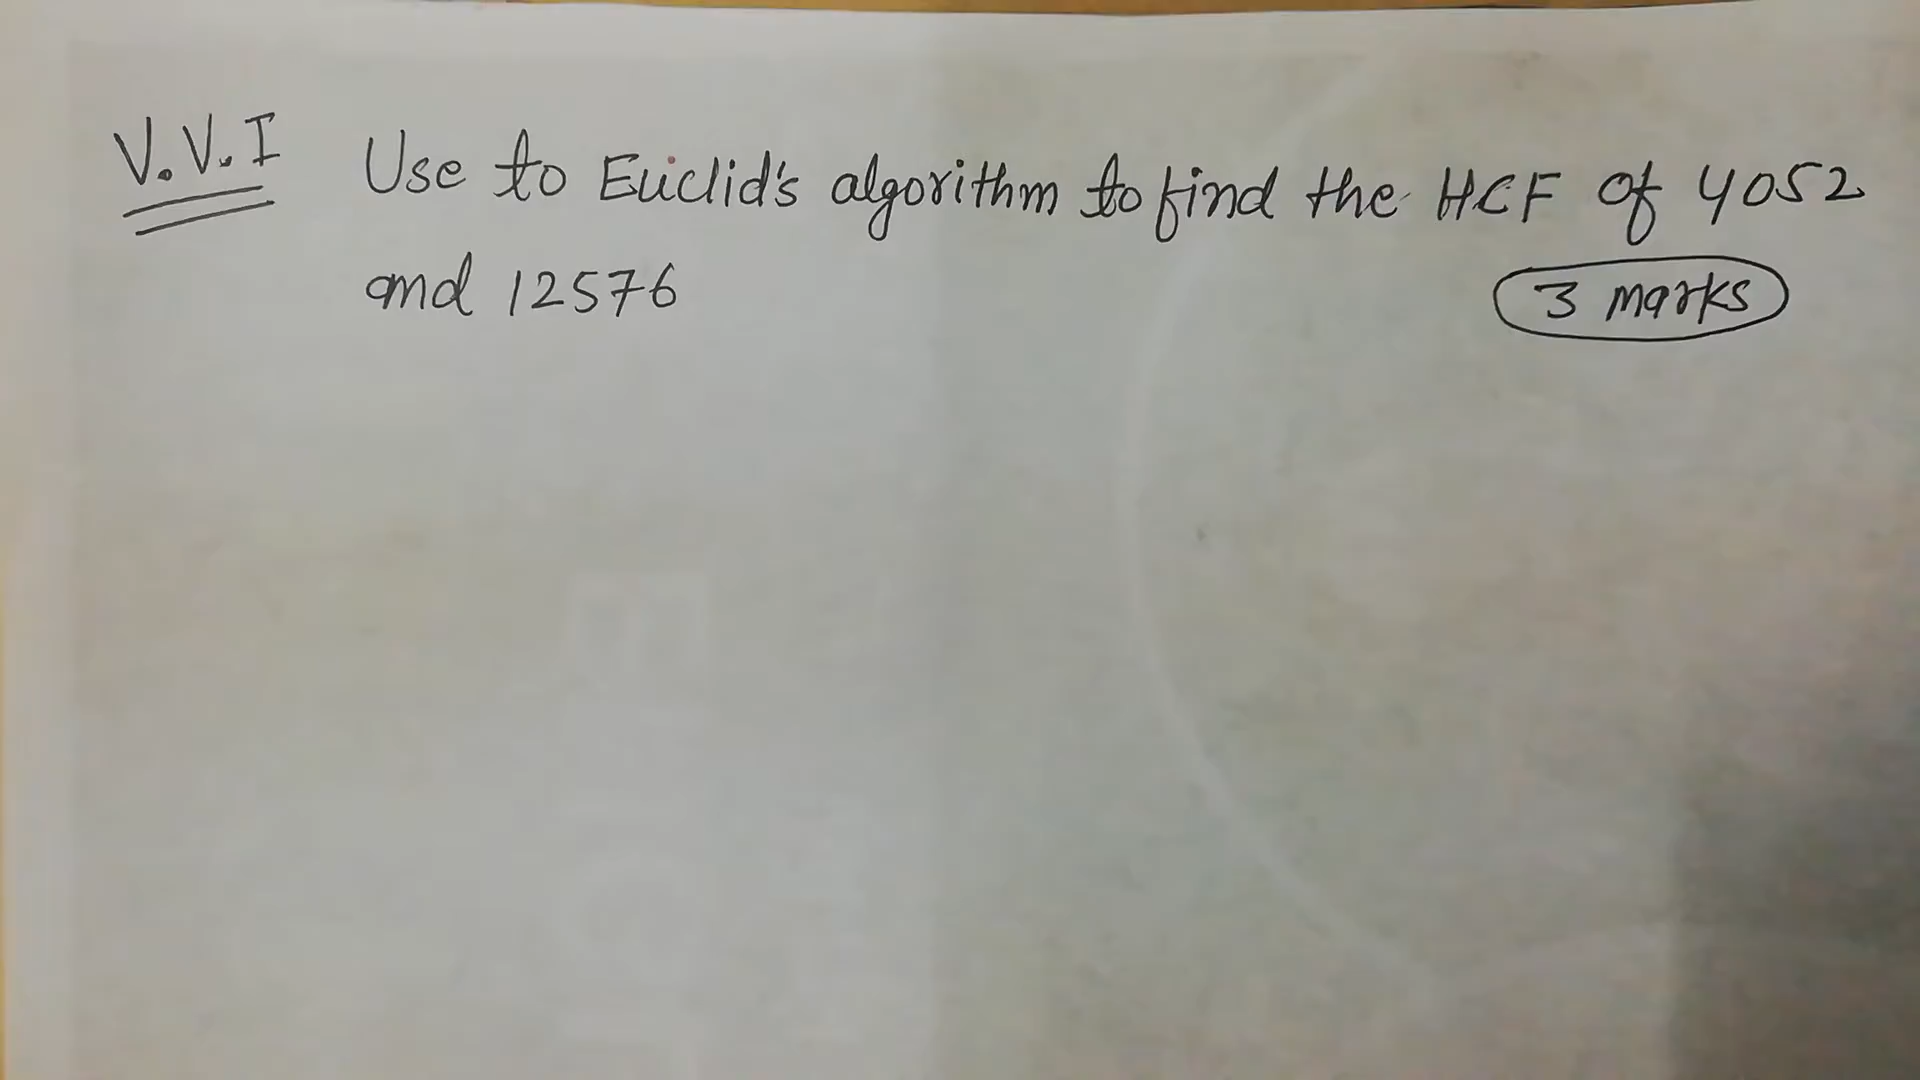 V.V.I Use to Euclid's algorithm to find the HCF of 4052
and 12576
3 marks